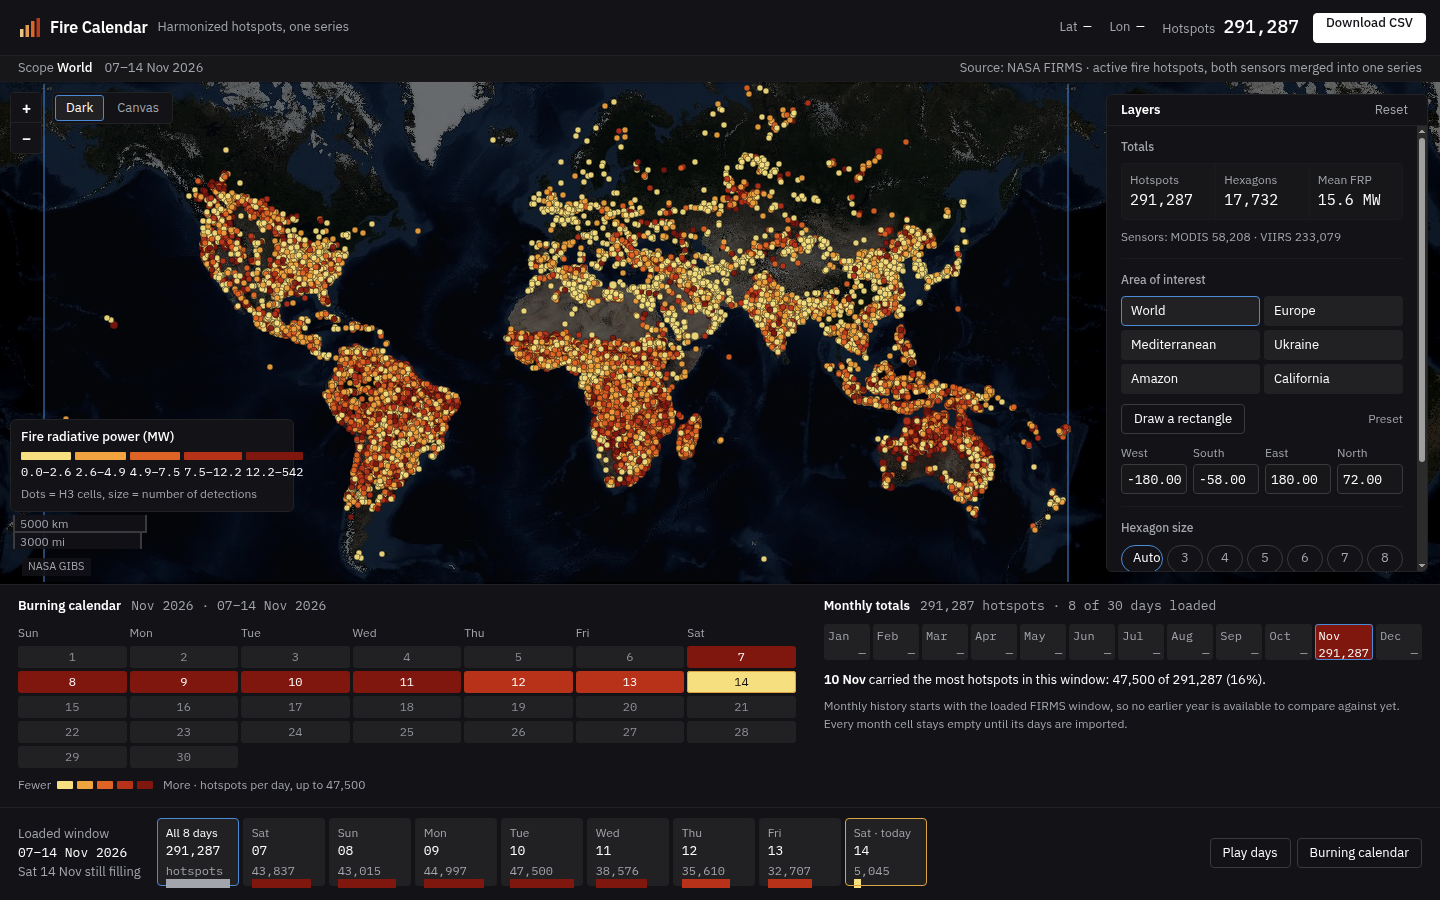 Fire Calendar Harmonized hotspots, one series
Lat – Lon – Hotspots 291,287 Download CSV
Scope World 07–14 Nov 2026
Source: NASA FIRMS · active fire hotspots, both sensors merged into one series
+
−
Dark Canvas
Fire radiative power (MW)
0.0–2.6 2.6–4.9 4.9–7.5 7.5–12.2 12.2–542
Dots = H3 cells, size = number of detections
5000 km
3000 mi
NASA GIBS
Layers Reset
Totals
Hotspots Hexagons Mean FRP
291,287 17,732 15.6 MW
Sensors: MODIS 58,208 · VIIRS 233,079
Area of interest
World Europe
Mediterranean Ukraine
Amazon California
Draw a rectangle Preset
West South East North
-180.00 -58.00 180.00 72.00
Hexagon size
Auto 3 4 5 6 7 8
Burning calendar Nov 2026 · 07–14 Nov 2026
Sun Mon Tue Wed Thu Fri Sat
1 2 3 4 5 6 7
8 9 10 11 12 13 14
15 16 17 18 19 20 21
22 23 24 25 26 27 28
29 30
Fewer More · hotspots per day, up to 47,500
Monthly totals 291,287 hotspots · 8 of 30 days loaded
Jan Feb Mar Apr May Jun Jul Aug Sep Oct Nov Dec
– – – – – – – – – – 291,287 –
10 Nov carried the most hotspots in this window: 47,500 of 291,287 (16%).
Monthly history starts with the loaded FIRMS window, so no earlier year is available to compare against yet.
Every month cell stays empty until its days are imported.
Loaded window
07–14 Nov 2026
Sat 14 Nov still filling
All 8 days Sat Sun Mon Tue Wed Thu Fri Sat · today
291,287 07 08 09 10 11 12 13 14
hotspots 43,837 43,015 44,997 47,500 38,576 35,610 32,707 5,045
Play days Burning calendar